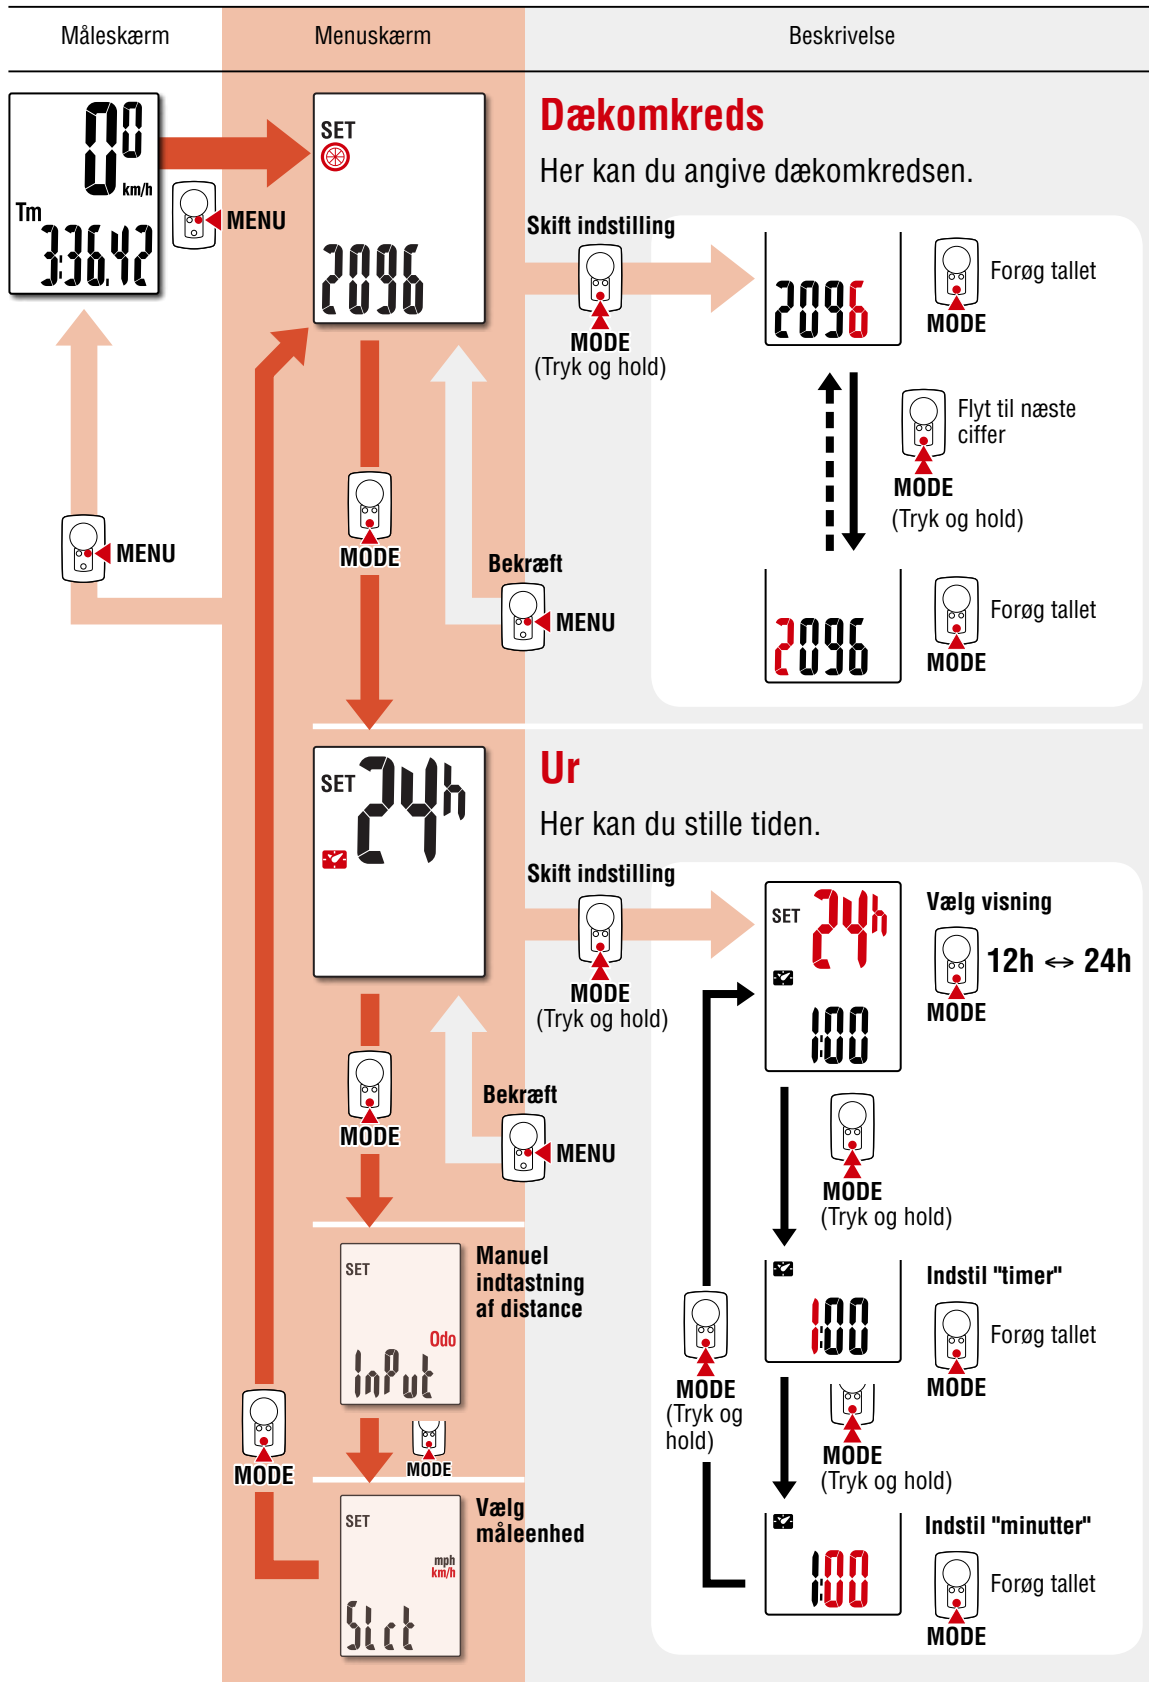 Måleskærm
Menuskærm
Beskrivelse
0 0
km/h
Tm
3:36.42
MENU
SET
2096
Dækomkreds
Her kan du angive dækomkredsen.
Skift indstilling
MODE
(Tryk og hold)
2096
Forøg tallet
MODE
Flyt til næste
ciffer
MODE
(Tryk og hold)
2096
Forøg tallet
MODE
MENU
MODE
Bekræft
MENU
SET
24h
Ur
Her kan du stille tiden.
Skift indstilling
MODE
(Tryk og hold)
SET
24h
1:00
Vælg visning
12h ↔ 24h
MODE
MODE
Bekræft
MENU
MODE
(Tryk og hold)
1:00
Indstil "timer"
Forøg tallet
MODE
MODE
(Tryk og
hold)
MODE
(Tryk og hold)
1:00
Indstil "minutter"
Forøg tallet
MODE
SET
Odo
InPut
Manuel
indtastning
af distance
MODE
MODE
SET
mph
km/h
Slct
Vælg
måleenhed